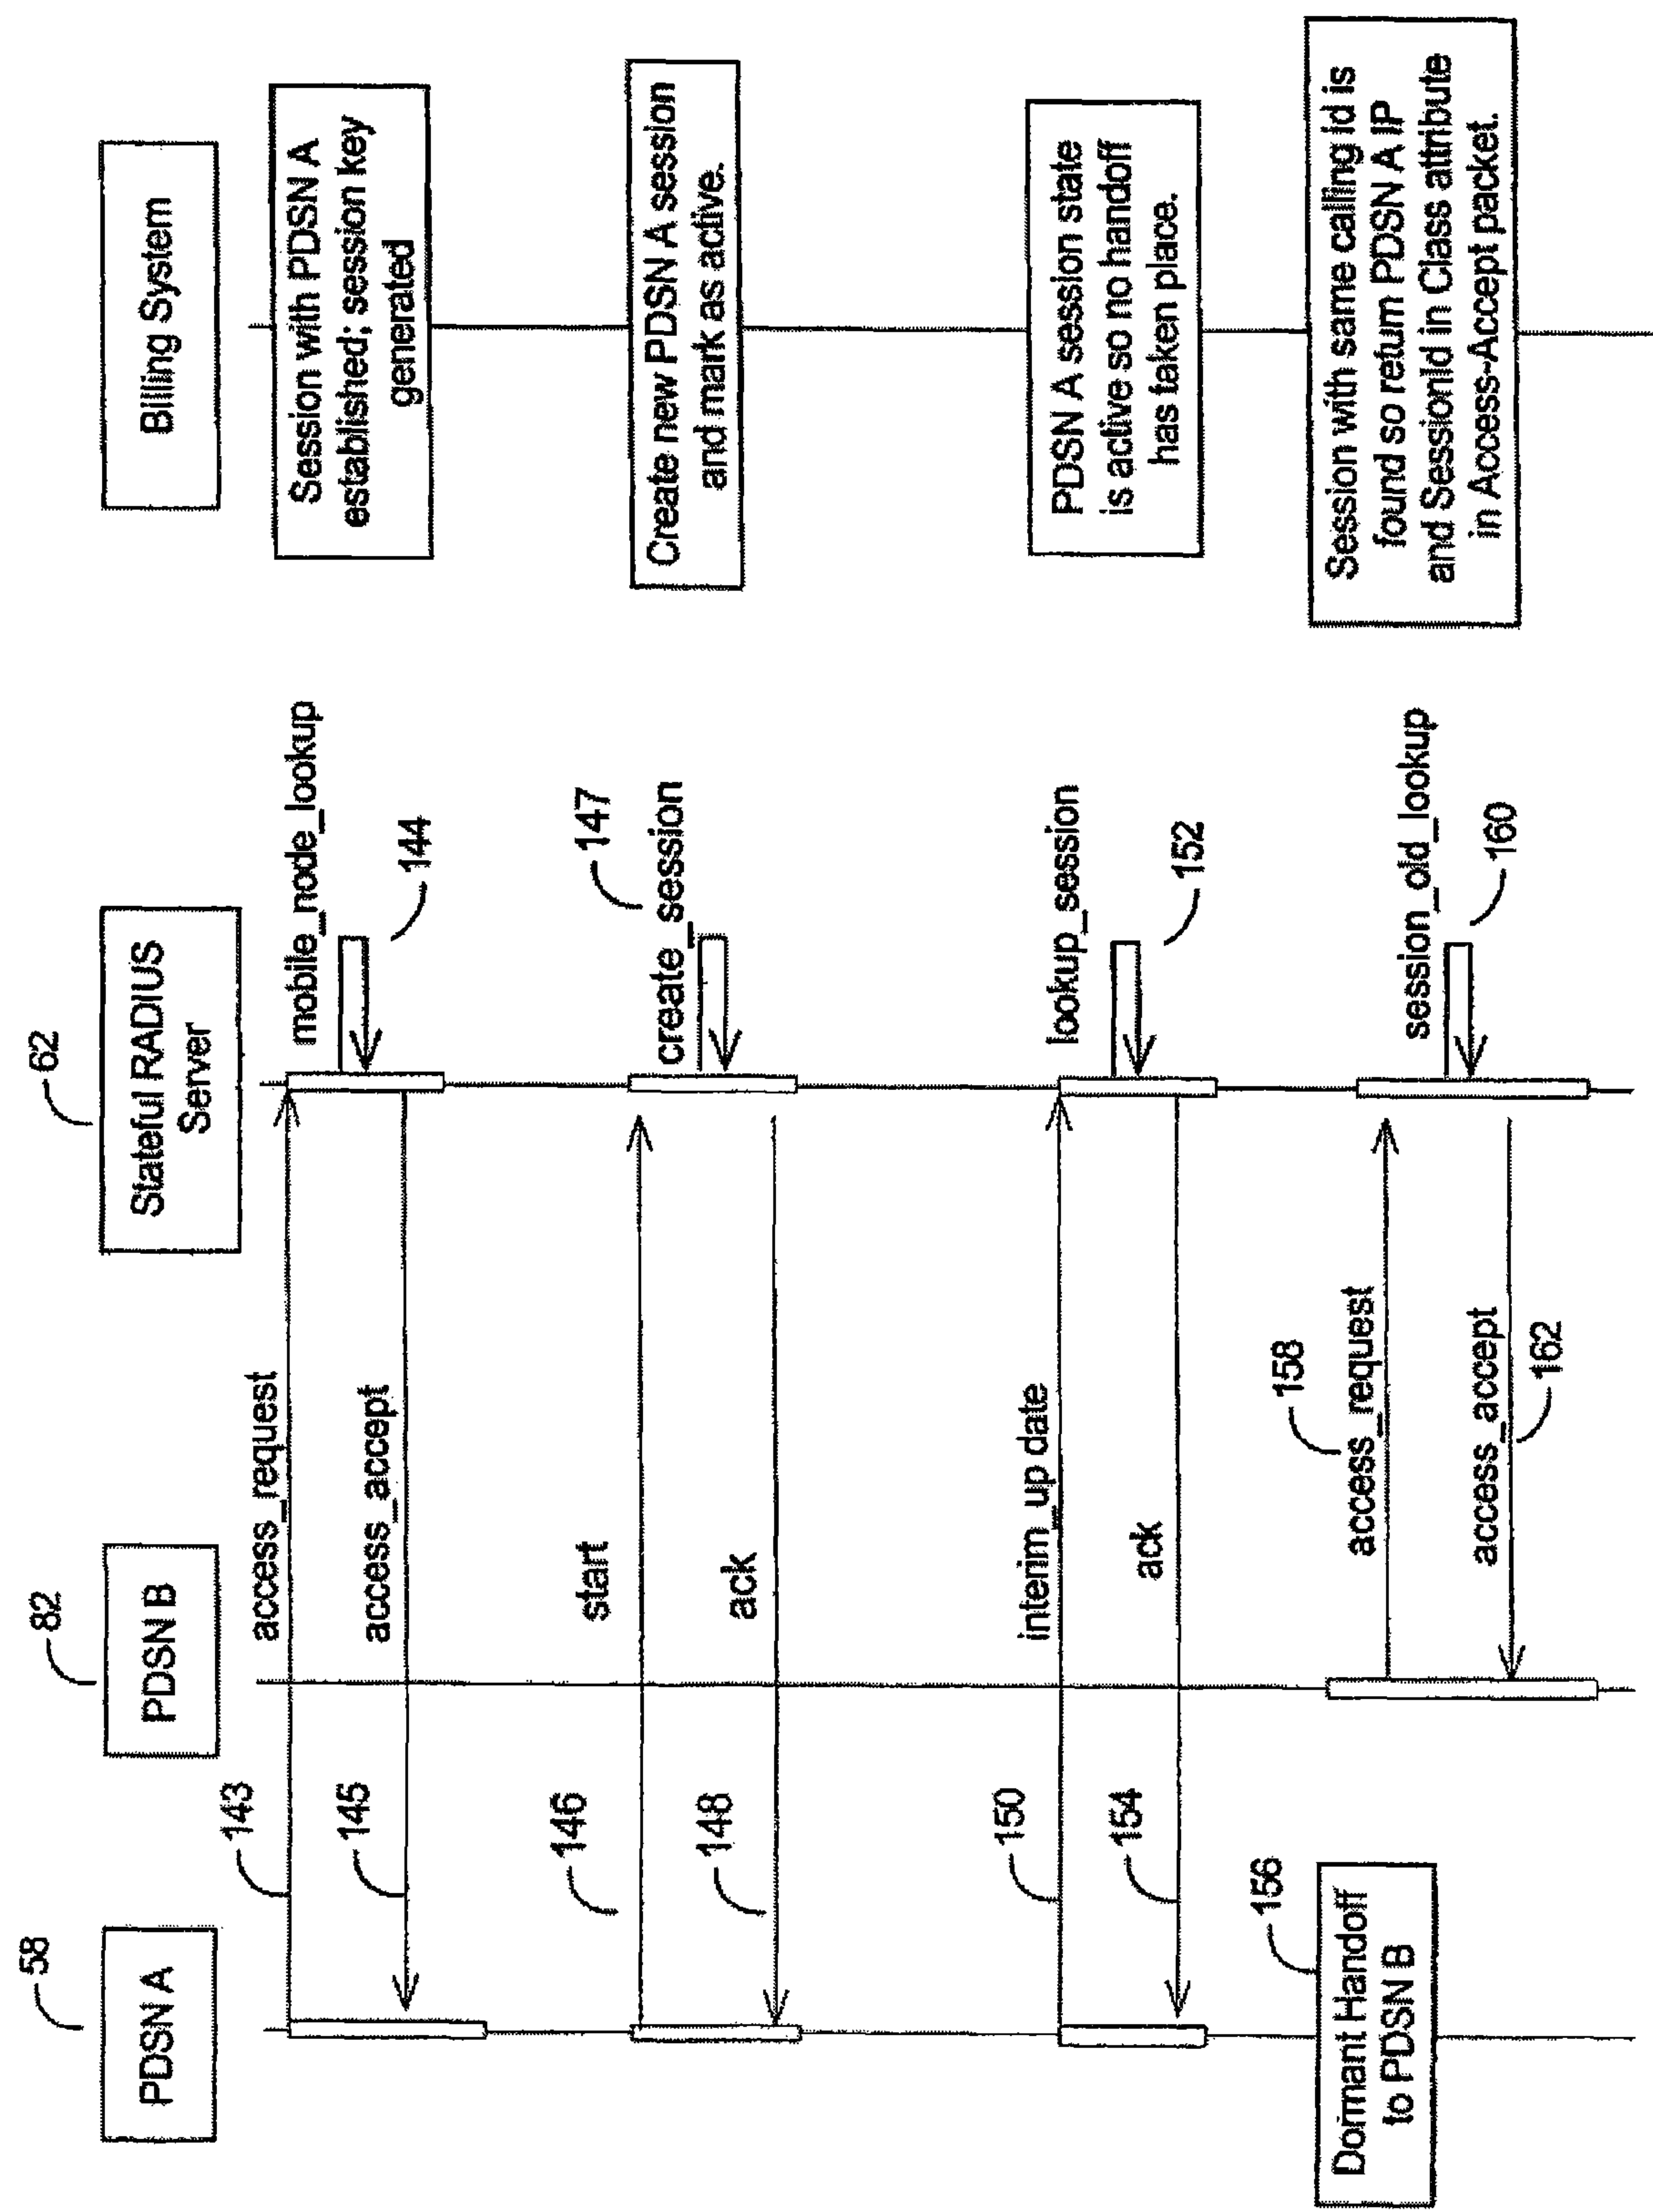 58
PDSN A
82
PDSN B
62
Stateful RADIUS
Server
Billing System
143
access_request
mobile_node_lookup
144
Session with PDSN A
established; session key
generated
145
access_accept
146
start
147
create_session
Create new PDSN A session
and mark as active.
148
ack
150
interim_up date
lookup_session
152
PDSN A session state
is active so no handoff
has taken place.
154
ack
156
Dormant Handoff
to PDSN B
158
access_request
session_old_lookup
160
Session with same calling id is
found so return PDSN A IP
and SessionId in Class attribute
in Access-Accept packet.
access_accept
162